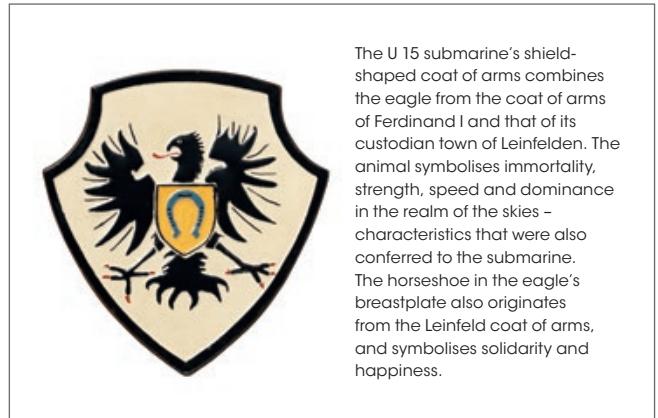 The U 15 submarine’s shield-
shaped coat of arms combines
the eagle from the coat of arms
of Ferdinand I and that of its
custodian town of Leinfelden. The
animal symbolises immortality,
strength, speed and dominance
in the realm of the skies –
characteristics that were also
conferred to the submarine.
The horseshoe in the eagle’s
breastplate also originates
from the Leinfeld coat of arms,
and symbolises solidarity and
happiness.